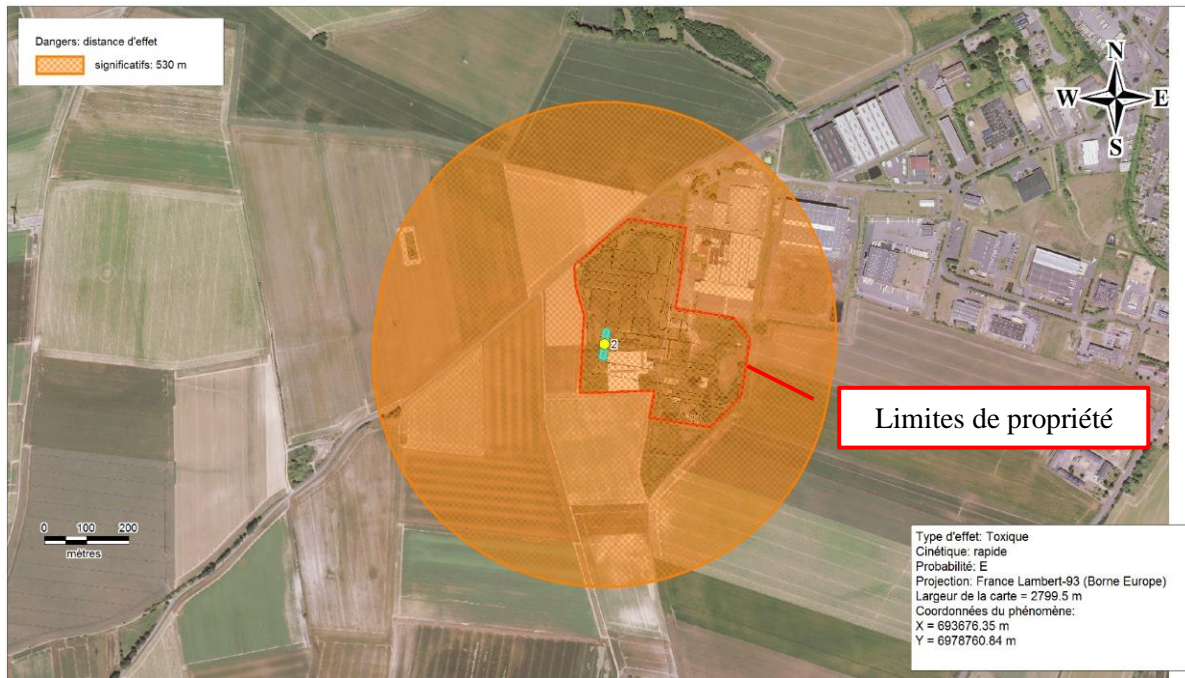 Dangers: distance d'effet
significatifs: 530 m
N
W E
S
2
Limites de propriété
0 100 200
mètres
Type d'effet: Toxique
Cinétique: rapide
Probabilité: E
Projection: France Lambert-93 (Borne Europe)
Largeur de la carte = 2799.5 m
Coordonnées du phénomène:
X = 693676.35 m
Y = 6978760.84 m